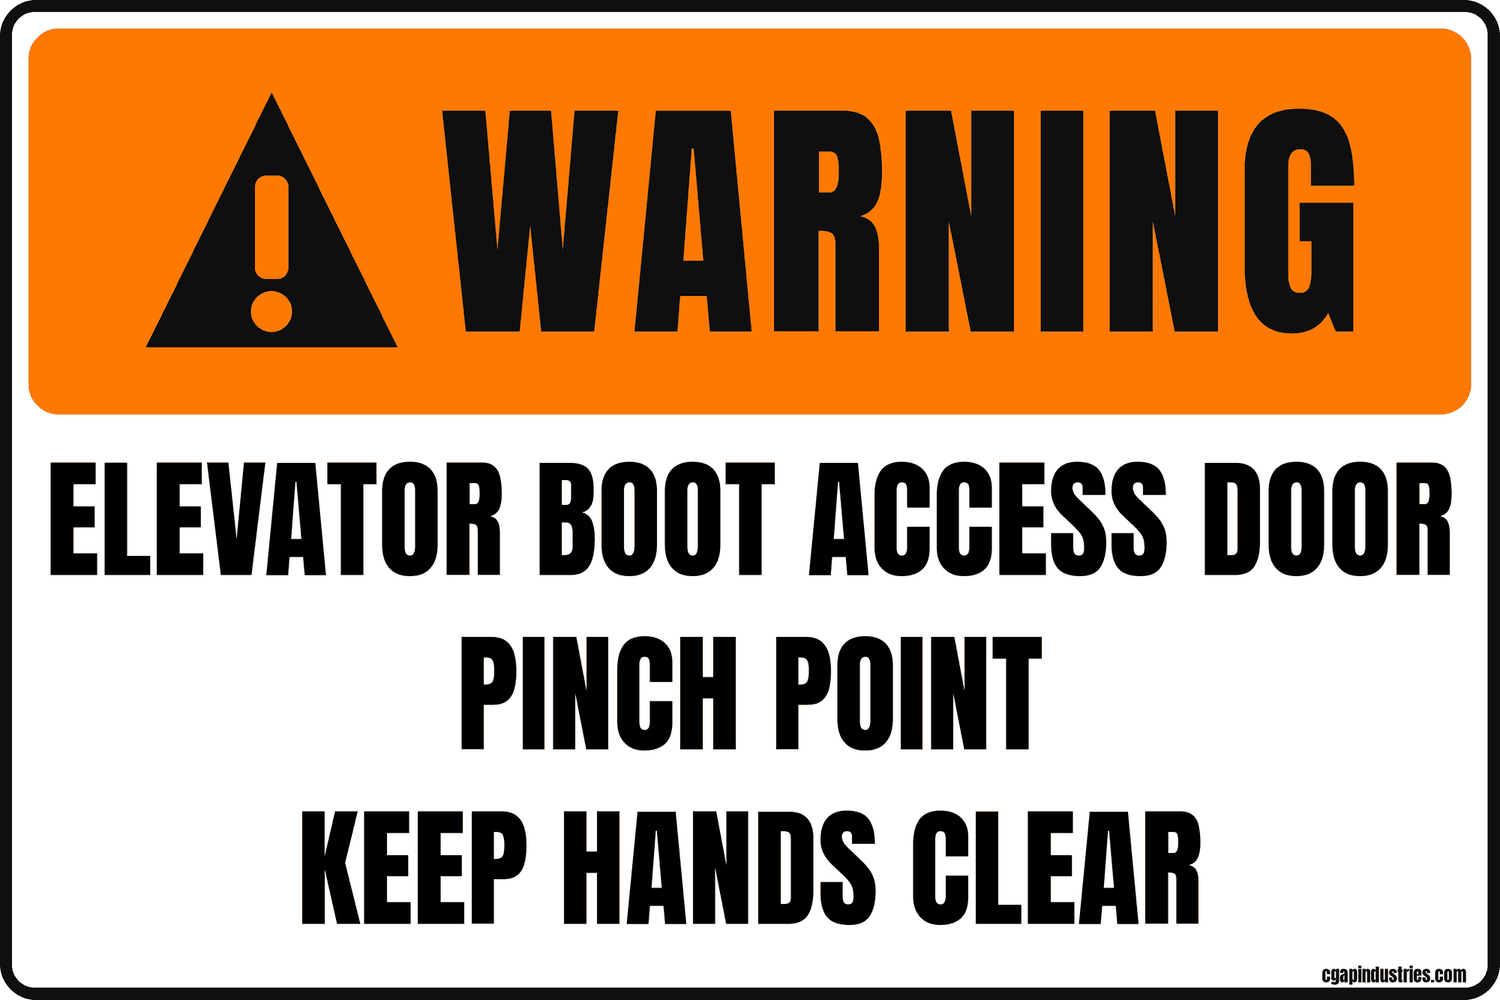 WARNING
ELEVATOR BOOT ACCESS DOOR
PINCH POINT
KEEP HANDS CLEAR
cgapindustries.com